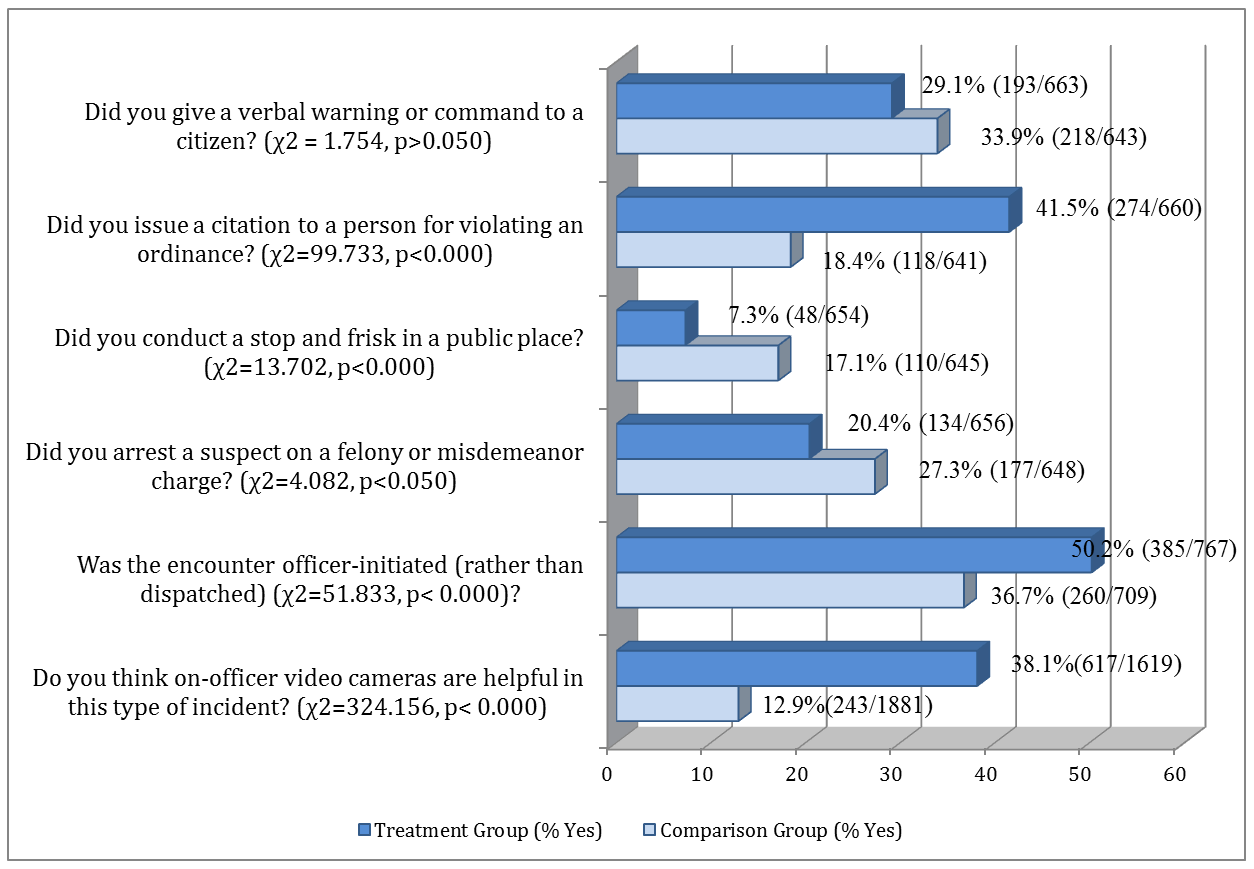 Did you give a verbal warning or command to a
citizen? (χ2 = 1.754, p>0.050)
29.1% (193/663)
33.9% (218/643)
Did you issue a citation to a person for violating an
ordinance? (χ2=99.733, p<0.000)
41.5% (274/660)
18.4% (118/641)
Did you conduct a stop and frisk in a public place?
(χ2=13.702, p<0.000)
7.3% (48/654)
17.1% (110/645)
Did you arrest a suspect on a felony or misdemeanor
charge? (χ2=4.082, p<0.050)
20.4% (134/656)
27.3% (177/648)
Was the encounter officer-initiated (rather than
dispatched) (χ2=51.833, p< 0.000)?
50.2% (385/767)
36.7% (260/709)
Do you think on-officer video cameras are helpful in
this type of incident? (χ2=324.156, p< 0.000)
38.1%(617/1619)
12.9%(243/1881)
0 10 20 30 40 50 60
Treatment Group (% Yes) Comparison Group (% Yes)